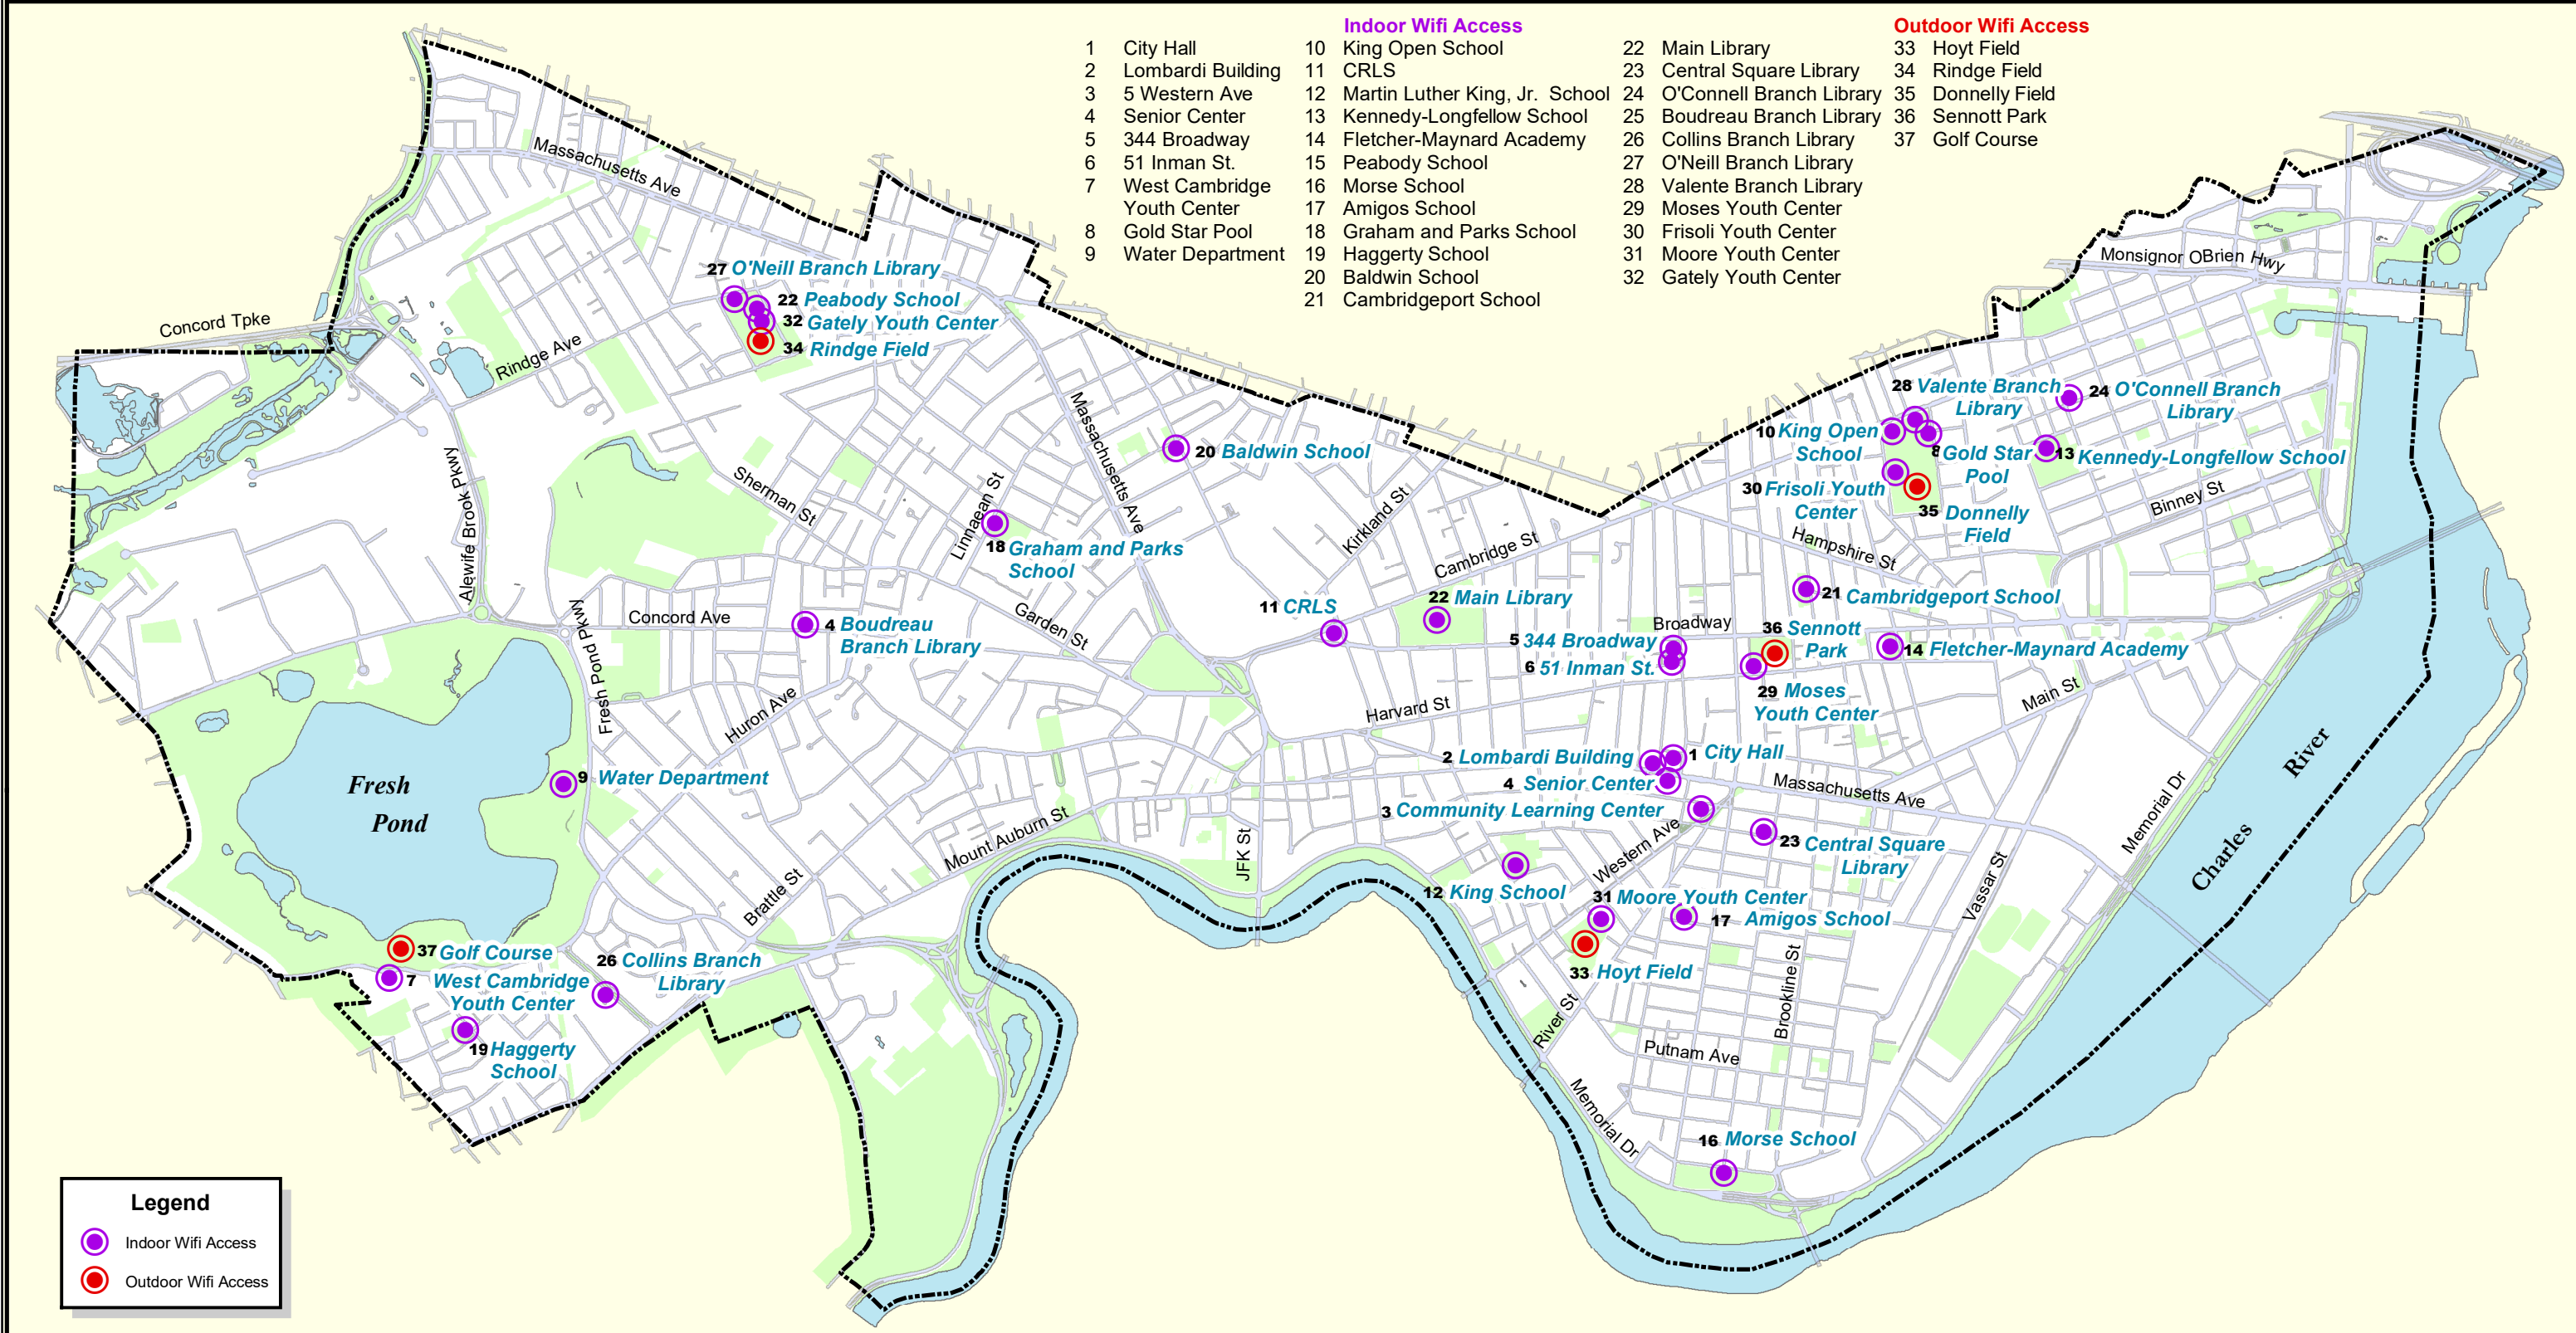 Indoor Wifi Access
Outdoor Wifi Access
1 City Hall
2 Lombardi Building
3 5 Western Ave
4 Senior Center
5 344 Broadway
6 51 Inman St.
7 West Cambridge
Youth Center
8 Gold Star Pool
9 Water Department
10 King Open School
11 CRLS
12 Martin Luther King, Jr. School
13 Kennedy-Longfellow School
14 Fletcher-Maynard Academy
15 Peabody School
16 Morse School
17 Amigos School
18 Graham and Parks School
19 Haggerty School
20 Baldwin School
21 Cambridgeport School
22 Main Library
23 Central Square Library
24 O'Connell Branch Library
25 Boudreau Branch Library
26 Collins Branch Library
27 O'Neill Branch Library
28 Valente Branch Library
29 Moses Youth Center
30 Frisoli Youth Center
31 Moore Youth Center
32 Gately Youth Center
33 Hoyt Field
34 Rindge Field
35 Donnelly Field
36 Sennott Park
37 Golf Course
Massachusetts Ave
Monsignor OBrien Hwy
27 O'Neill Branch Library
22 Peabody School
32 Gately Youth Center
34 Rindge Field
Concord Tpke
Rindge Ave
Massachusetts Ave
28 Valente Branch
Library
24 O'Connell Branch
Library
10 King Open
School
8 Gold Star
Pool
13 Kennedy-Longfellow School
20 Baldwin School
Alewife Brook Pkwy
Sherman St
Linnaean St
Kirkland St
30 Frisoli Youth
Center
35 Donnelly
Field
Binney St
18 Graham and Parks
School
Cambridge St
Hampshire St
Concord Ave
4 Boudreau
Branch Library
Garden St
11 CRLS
22 Main Library
21 Cambridgeport School
Broadway
5 344 Broadway
6 51 Inman St.
36 Sennott
Park
14 Fletcher-Maynard Academy
Fresh Pond Pkwy
Huron Ave
Harvard St
29 Moses
Youth Center
Main St
9 Water Department
Fresh
Pond
2 Lombardi Building
1 City Hall
4 Senior Center
3 Community Learning Center
Massachusetts Ave
Memorial Dr
Charles
River
Mount Auburn St
JFK St
Western Ave
23 Central Square
Library
Vassar St
Brattle St
12 King School
31 Moore Youth Center
17 Amigos School
33 Hoyt Field
37 Golf Course
7 West Cambridge
Youth Center
26 Collins Branch
Library
19 Haggerty
School
River St
Brookline St
Putnam Ave
Memorial Dr
16 Morse School
Legend
Indoor Wifi Access
Outdoor Wifi Access